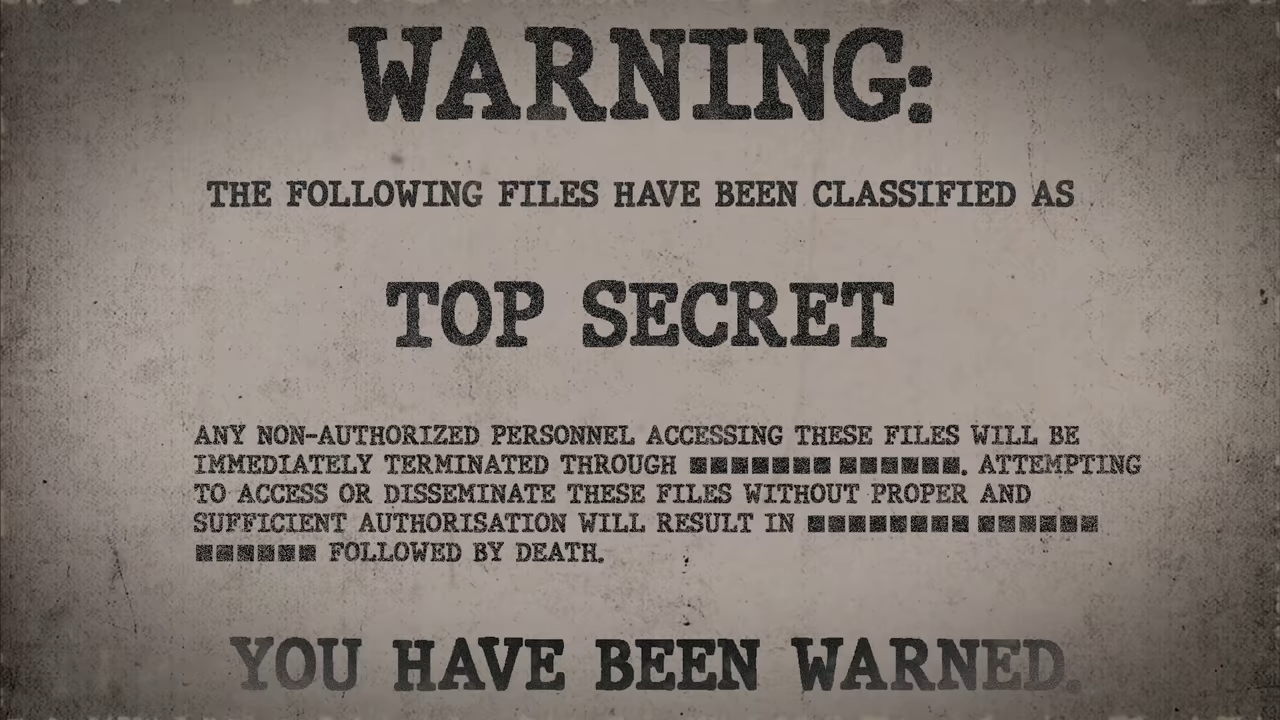 WARNING:
THE FOLLOWING FILES HAVE BEEN CLASSIFIED AS
TOP SECRET
ANY NON-AUTHORIZED PERSONNEL ACCESSING THESE FILES WILL BE
IMMEDIATELY TERMINATED THROUGH ■■■■■■■ ■■■■■■. ATTEMPTING
TO ACCESS OR DISSEMINATE THESE FILES WITHOUT PROPER AND
SUFFICIENT AUTHORISATION WILL RESULT IN ■■■■■■■■ ■■■■■■
■■■■■■ FOLLOWED BY DEATH.
YOU HAVE BEEN WARNED.